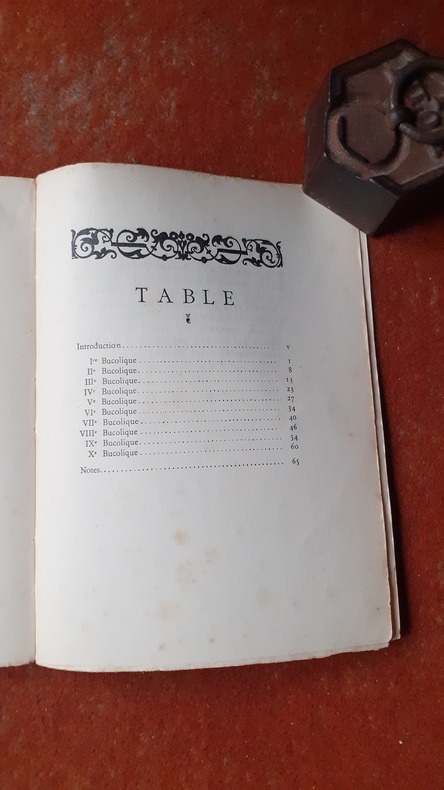 TABLE
Introduction . . . . . . . . . . . . . . . . . . . . . . . v
Ire Bucolique . . . . . . . . . . . . . . . . . . . . . . . 1
IIe Bucolique . . . . . . . . . . . . . . . . . . . . . . . 8
IIIe Bucolique . . . . . . . . . . . . . . . . . . . . . . . 13
IVe Bucolique . . . . . . . . . . . . . . . . . . . . . . . 23
Ve Bucolique . . . . . . . . . . . . . . . . . . . . . . . 27
VIe Bucolique . . . . . . . . . . . . . . . . . . . . . . . 34
VIIe Bucolique . . . . . . . . . . . . . . . . . . . . . . . 40
VIIIe Bucolique . . . . . . . . . . . . . . . . . . . . . . . 46
IXe Bucolique . . . . . . . . . . . . . . . . . . . . . . . 54
Xe Bucolique . . . . . . . . . . . . . . . . . . . . . . . 60
Notes . . . . . . . . . . . . . . . . . . . . . . . 65